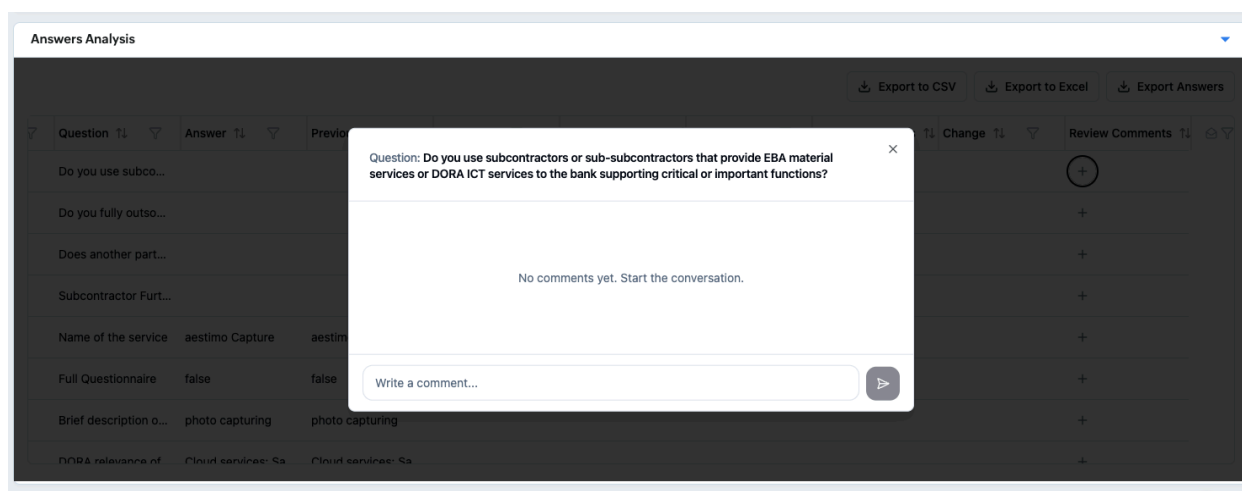 Answers Analysis
Export to CSV Export to Excel Export Answers
Question Answer Change Review Comments
Question: Do you use subcontractors or sub-subcontractors that provide EBA material
services or DORA ICT services to the bank supporting critical or important functions?
Do you use subco...
Do you fully outso...
Does another part...
No comments yet. Start the conversation.
Subcontractor Furt...
Name of the service aestimo Capture
Full Questionnaire false false
Write a comment...
Brief description o... photo capturing photo capturing
DORA relevance of Cloud services: Sa Cloud services: Sa